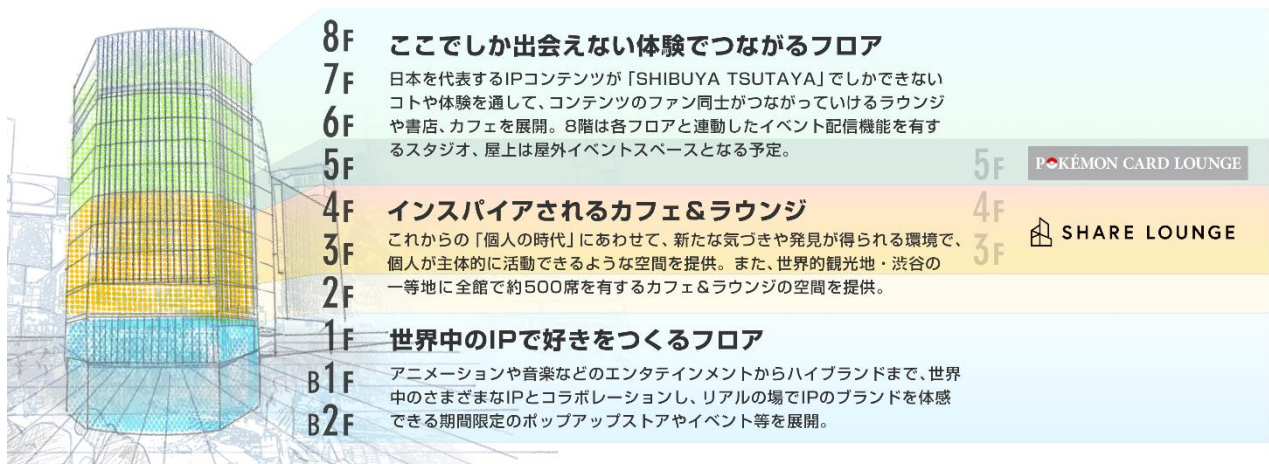 8F
ここでしか出会えない体験でつながるフロア
7F
日本を代表するIPコンテンツが「SHIBUYA TSUTAYA」でしかできない
コトや体験を通して、コンテンツのファン同士がつながっていけるラウンジ
6F
や書店、カフェを展開。8階は各フロアと連動したイベント配信機能を有す
るスタジオ、屋上は屋外イベントスペースとなる予定。
5F
5F
POKÉMON CARD LOUNGE
4F
インスパイアされるカフェ&ラウンジ
4F
SHARE LOUNGE
3F
これからの「個人の時代」にあわせて、新たな気づきや発見が得られる環境で、
個人が主体的に活動できるような空間を提供。また、世界的観光地・渋谷の
3F
2F
一等地に全館で約500席を有するカフェ&ラウンジの空間を提供。
1F
世界中のIPで好きをつくるフロア
B1F
アニメーションや音楽などのエンタテインメントからハイブランドまで、世界
中のさまざまなIPとコラボレーションし、リアルの場でIPのブランドを体感
B2F
できる期間限定のポップアップストアやイベント等を展開。